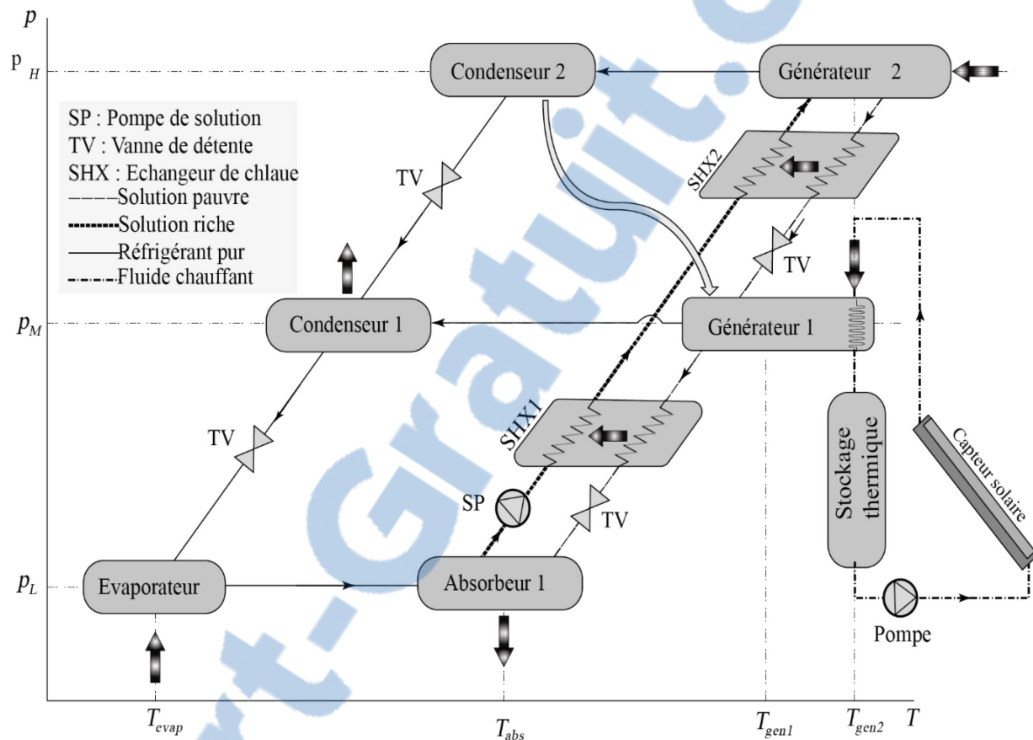 p
p H
Condenseur 2
Générateur 2
SP : Pompe de solution
TV : Vanne de détente
SHX : Echangeur de chlaue
Solution pauvre
Solution riche
Réfrigérant pur
Fluide chauffant
TV
SHX2
TV
p_M
Condenseur 1
Générateur 1
TV
SHX1
Stockage
thermique
Capteur solaire
SP
TV
p_L
Evaporateur
Absorbeur 1
Pompe
T_evap
T_abs
T_gen1
T_gen2
T
rt-Gratuit.c